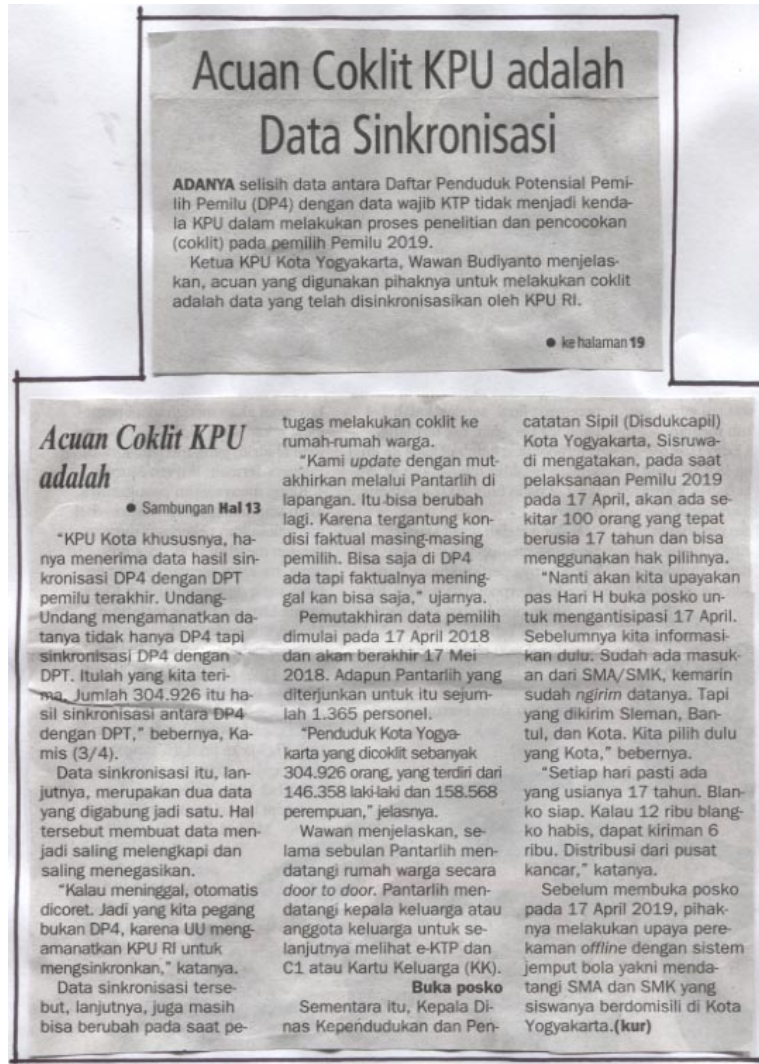 Acuan Coklit KPU adalah
Data Sinkronisasi
ADANYA selisih data antara Daftar Penduduk Potensial Pemi-
lih Pemilu (DP4) dengan data wajib KTP tidak menjadi kenda-
la KPU dalam melakukan proses penelitian dan pencocokan
(coklit) pada pemilih Pemilu 2019.
Ketua KPU Kota Yogyakarta, Wawan Budiyanto menjelas-
kan, acuan yang digunakan pihaknya untuk melakukan coklit
adalah data yang telah disinkronisasikan oleh KPU RI.
● ke halaman 19
Acuan Coklit KPU
adalah
● Sambungan Hal 13
"KPU Kota khususnya, ha-
nya menerima data hasil sin-
kronisasi DP4 dengan DPT
pemilu terakhir. Undang-
Undang mengamanatkan da-
tanya tidak hanya DP4 tapi
sinkronisasi DP4 dengan
DPT. Itulah yang kita teri-
ma. Jumlah 304.926 itu ha-
sil sinkronisasi antara DP4
dengan DPT," bebernya, Ka-
mis (3/4).
Data sinkronisasi itu, lan-
jutnya, merupakan dua data
yang digabung jadi satu. Hal
tersebut membuat data men-
jadi saling melengkapi dan
saling menegasikan.
"Kalau meninggal, otomatis
dicoret. Jadi yang kita pegang
bukan DP4, karena UU meng-
amanatkan KPU RI untuk
mengsinkronkan," katanya.
Data sinkronisasi terse-
but, lanjutnya, juga masih
bisa berubah pada saat pe-
tugas melakukan coklit ke
rumah-rumah warga.
"Kami update dengan mut-
akhirkan melalui Pantarlih di
lapangan. Itu bisa berubah
lagi. Karena tergantung kon-
disi faktual masing-masing
pemilih. Bisa saja di DP4
ada tapi faktualnya mening-
gal kan bisa saja," ujarnya.
Pemutakhiran data pemilih
dimulai pada 17 April 2018
dan akan berakhir 17 Mei
2018. Adapun Pantarlih yang
diterjunkan untuk itu sejum-
lah 1.365 personel.
"Penduduk Kota Yogya-
karta yang dicoklit sebanyak
304.926 orang, yang terdiri dari
146.358 laki-laki dan 158.568
perempuan," jelasnya.
Wawan menjelaskan, se-
lama sebulan Pantarlih men-
datangi rumah warga secara
door to door. Pantarlih men-
datangi kepala keluarga atau
anggota keluarga untuk se-
lanjutnya melihat e-KTP dan
C1 atau Kartu Keluarga (KK).
Buka posko
Sementara itu, Kepala Di-
nas Kependudukan dan Pen-
catatan Sipil (Disdukcapil)
Kota Yogyakarta, Sisruwa-
di mengatakan, pada saat
pelaksanaan Pemilu 2019
pada 17 April, akan ada se-
kitar 100 orang yang tepat
berusia 17 tahun dan bisa
menggunakan hak pilihnya.
"Nanti akan kita upayakan
pas Hari H buka posko un-
tuk mengantisipasi 17 April.
Sebelumnya kita informasi-
kan dulu. Sudah ada masuk-
an dari SMA/SMK, kemarin
sudah ngirim datanya. Tapi
yang dikirim Sleman, Ban-
tul, dan Kota. Kita pilih dulu
yang Kota," bebernya.
"Setiap hari pasti ada
yang usianya 17 tahun. Blan-
ko siap. Kalau 12 ribu blang-
ko habis, dapat kiriman 6
ribu. Distribusi dari pusat
kancar," katanya.
Sebelum membuka posko
pada 17 April 2019, pihak-
nya melakukan upaya pere-
kaman offline dengan sistem
jemput bola yakni menda-
tangi SMA dan SMK yang
siswanya berdomisili di Kota
Yogyakarta.(kur)